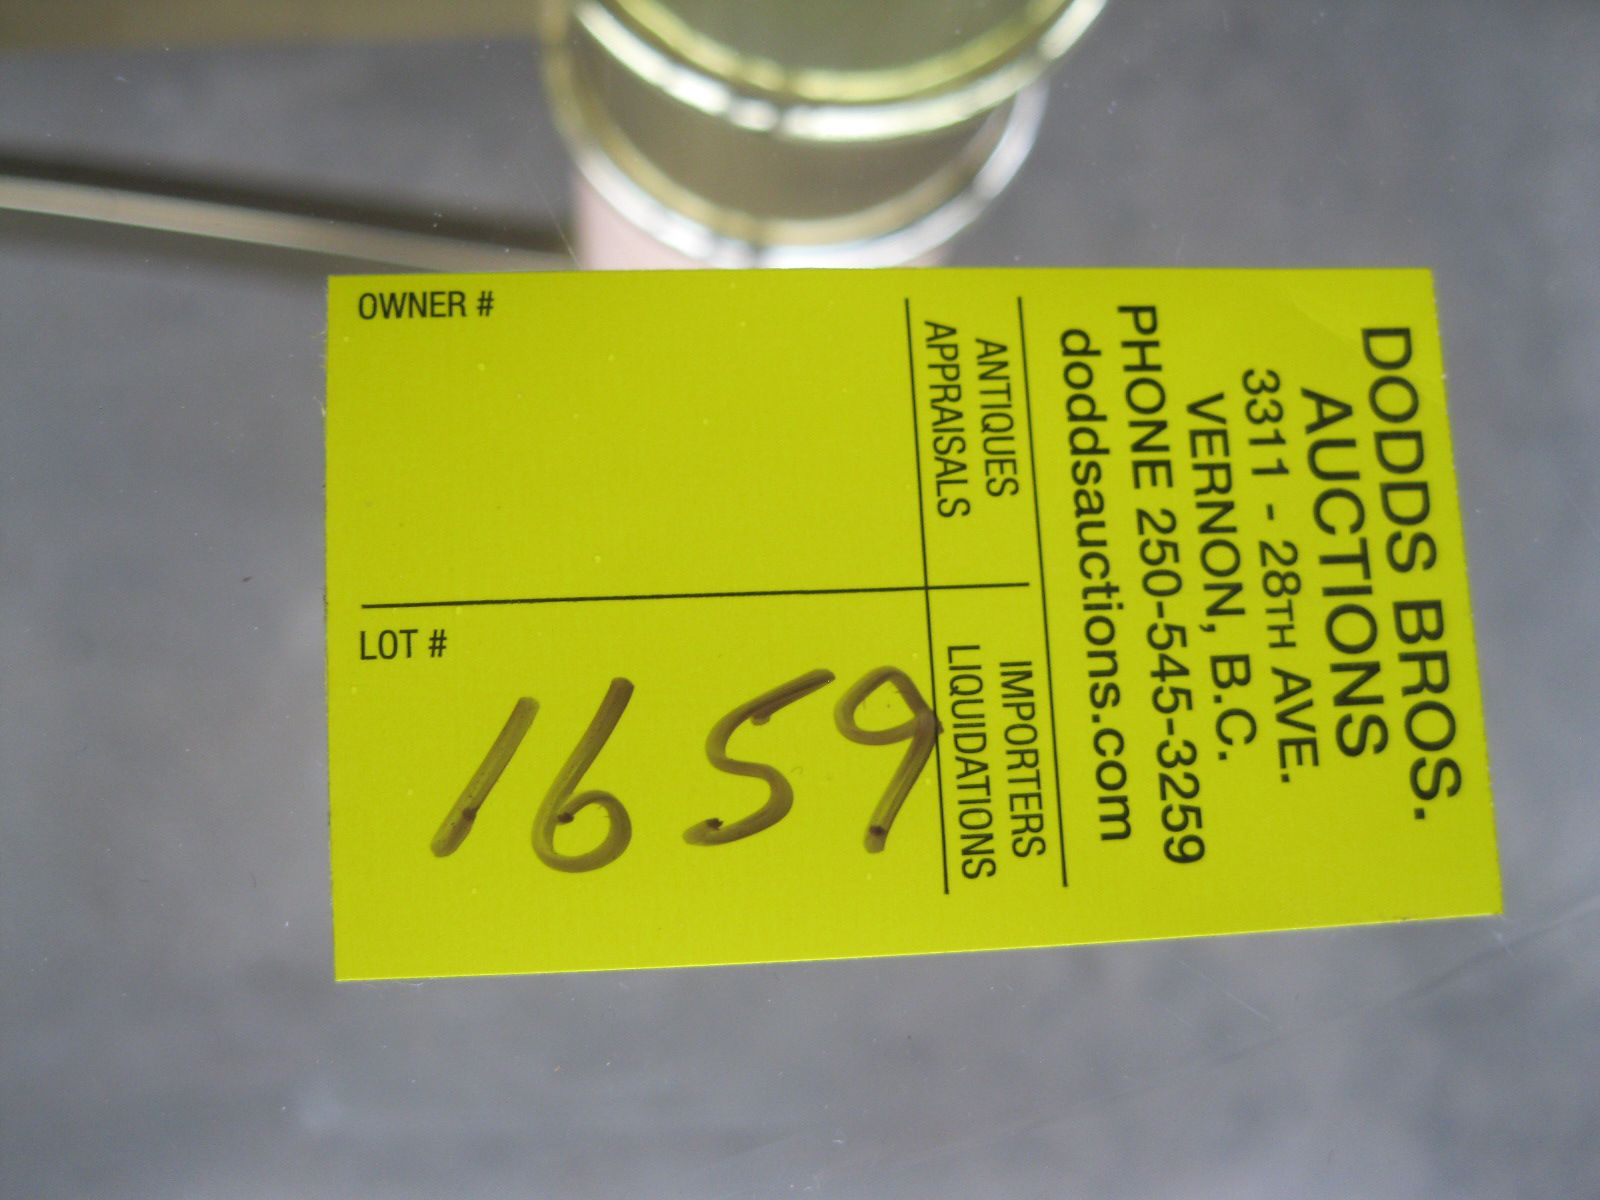 DODDS BROS.
AUCTIONS
3311 - 28TH AVE.
VERNON, B.C.
PHONE 250-545-3259
doddsauctions.com
ANTIQUES
APPRAISALS
IMPORTERS
LIQUIDATIONS
OWNER #
LOT #
1659